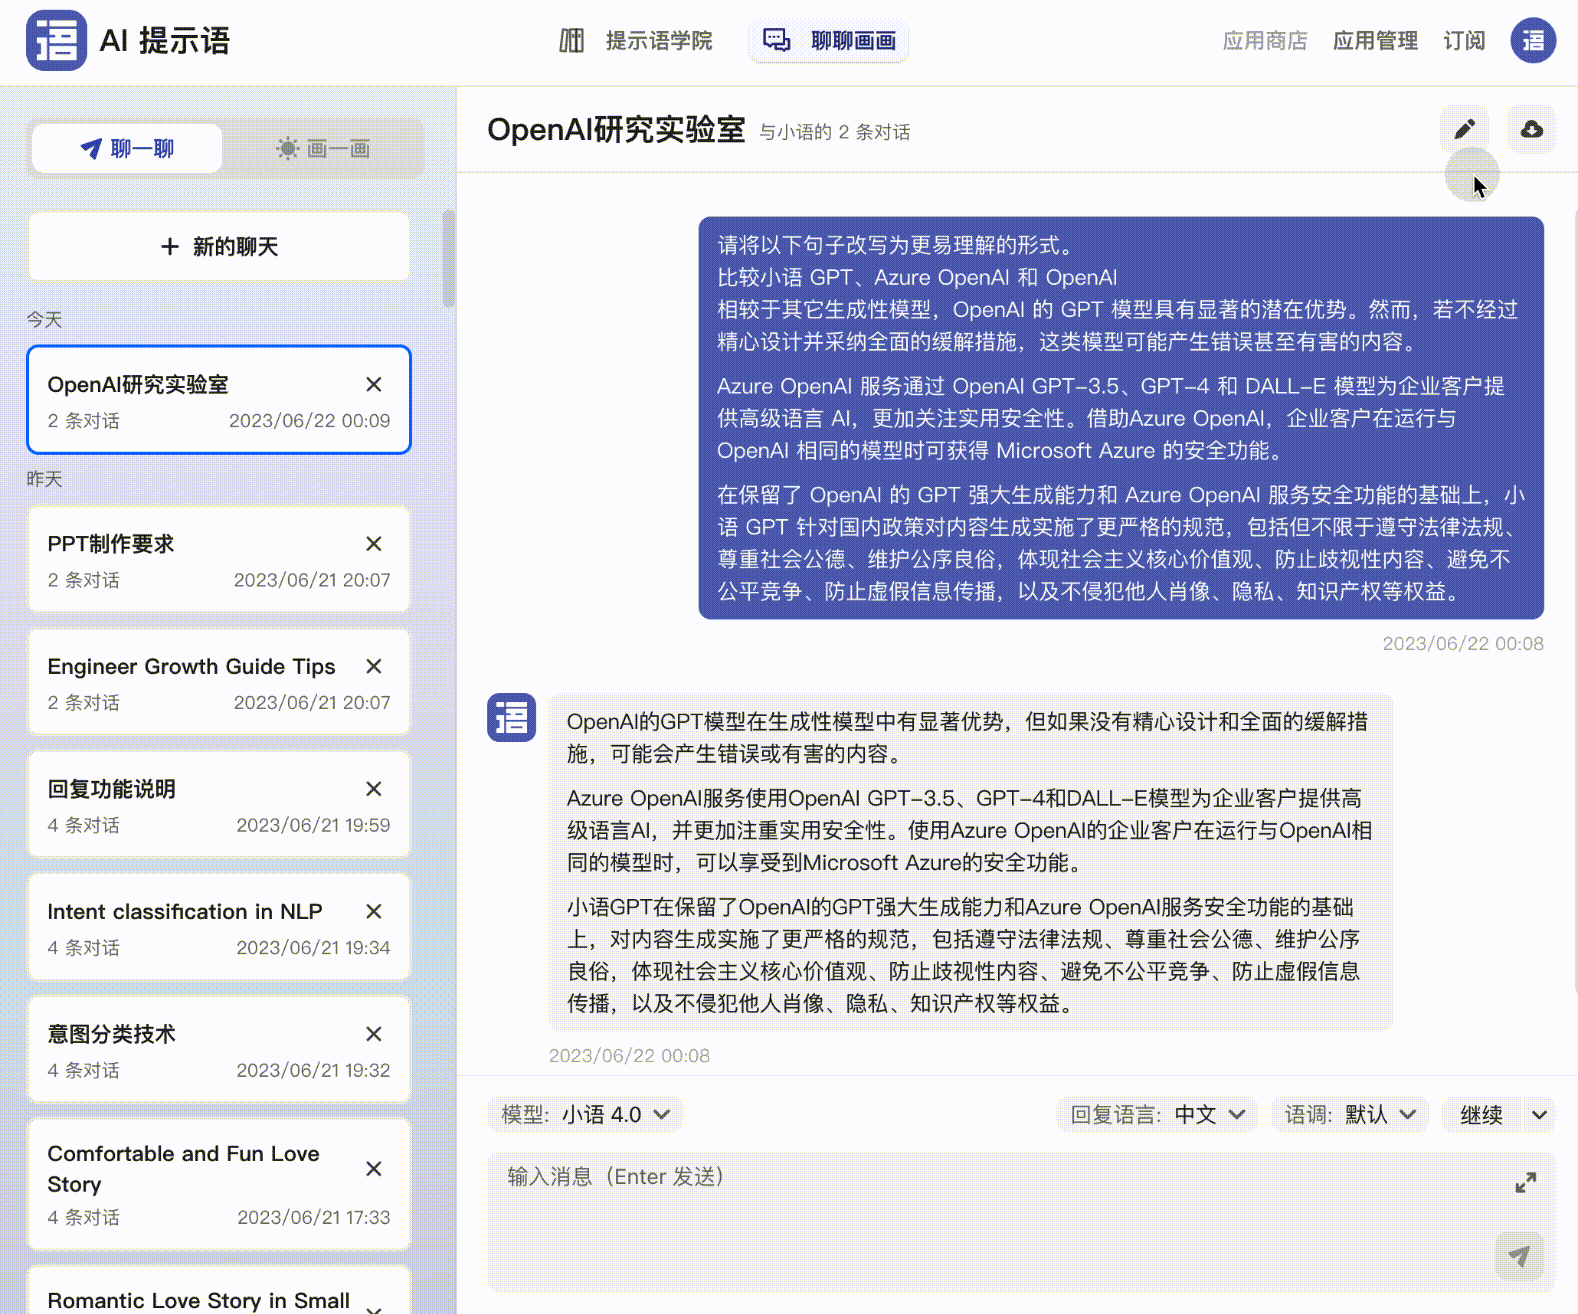 语 AI 提示语
提示语学院
聊聊画画
应用商店
应用管理
订阅
语
聊一聊
画一画
+ 新的聊天
今天
OpenAI研究实验室
2 条对话 2023/06/22 00:09
昨天
PPT制作要求
2 条对话 2023/06/21 20:07
Engineer Growth Guide Tips
2 条对话 2023/06/21 20:07
回复功能说明
4 条对话 2023/06/21 19:59
Intent classification in NLP
4 条对话 2023/06/21 19:34
意图分类技术
4 条对话 2023/06/21 19:32
Comfortable and Fun Love
Story
4 条对话 2023/06/21 17:33
Romantic Love Story in Small
OpenAI研究实验室 与小语的 2 条对话
请将以下句子改写为更易理解的形式。
比较小语 GPT、Azure OpenAI 和 OpenAI
相较于其它生成性模型，OpenAI 的 GPT 模型具有显著的潜在优势。然而，若不经过
精心设计并采纳全面的缓解措施，这类模型可能产生错误甚至有害的内容。
Azure OpenAI 服务通过 OpenAI GPT-3.5、GPT-4 和 DALL-E 模型为企业客户提
供高级语言 AI，更加关注实用安全性。借助Azure OpenAI，企业客户在运行与
OpenAI 相同的模型时可获得 Microsoft Azure 的安全功能。
在保留了 OpenAI 的 GPT 强大生成能力和 Azure OpenAI 服务安全功能的基础上，小
语 GPT 针对国内政策对内容生成实施了更严格的规范，包括但不限于遵守法律法规、
尊重社会公德、维护公序良俗，体现社会主义核心价值观、防止歧视性内容、避免不
公平竞争、防止虚假信息传播，以及不侵犯他人肖像、隐私、知识产权等权益。
2023/06/22 00:08
语
OpenAI的GPT模型在生成性模型中有显著优势，但如果没有精心设计和全面的缓解措
施，可能会产生错误或有害的内容。
Azure OpenAI服务使用OpenAI GPT-3.5、GPT-4和DALL-E模型为企业客户提供高
级语言AI，并更加注重实用安全性。使用Azure OpenAI的企业客户在运行与OpenAI相
同的模型时，可以享受到Microsoft Azure的安全功能。
小语GPT在保留了OpenAI的GPT强大生成能力和Azure OpenAI服务安全功能的基础
上，对内容生成实施了更严格的规范，包括遵守法律法规、尊重社会公德、维护公序
良俗，体现社会主义核心价值观、防止歧视性内容、避免不公平竞争、防止虚假信息
传播，以及不侵犯他人肖像、隐私、知识产权等权益。
2023/06/22 00:08
模型: 小语 4.0
回复语言: 中文
语调: 默认
继续
输入消息（Enter 发送）